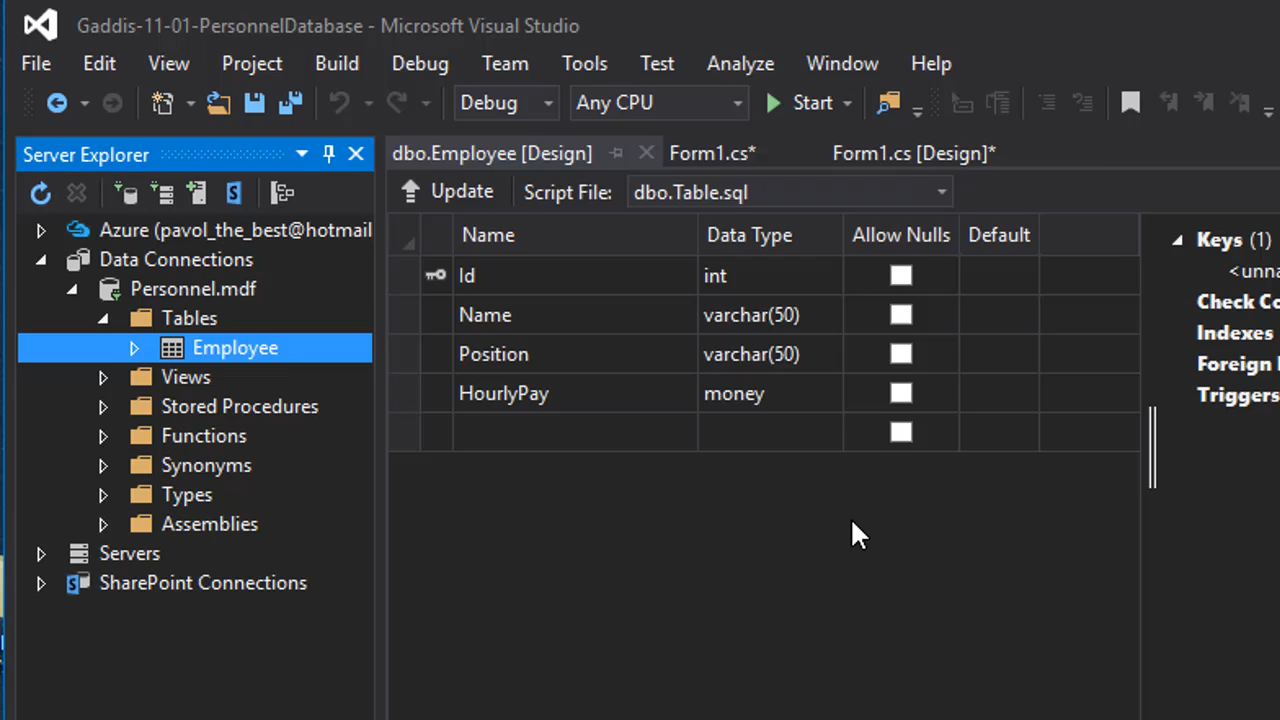 Gaddis-11-01-PersonnelDatabase - Microsoft Visual Studio
File Edit View Project Build Debug Team Tools Test Analyze Window Help
Debug Any CPU Start
Server Explorer
dbo.Employee [Design] Form1.cs* Form1.cs [Design]*
Update Script File: dbo.Table.sql
Azure (pavol_the_best@hotmail
Data Connections
Personnel.mdf
Tables
Employee
Views
Stored Procedures
Functions
Synonyms
Types
Assemblies
Servers
SharePoint Connections
Name Data Type Allow Nulls Default
Id int
Name varchar(50)
Position varchar(50)
HourlyPay money
Keys (1)
<unna
Check Co
Indexes
Foreign
Triggers